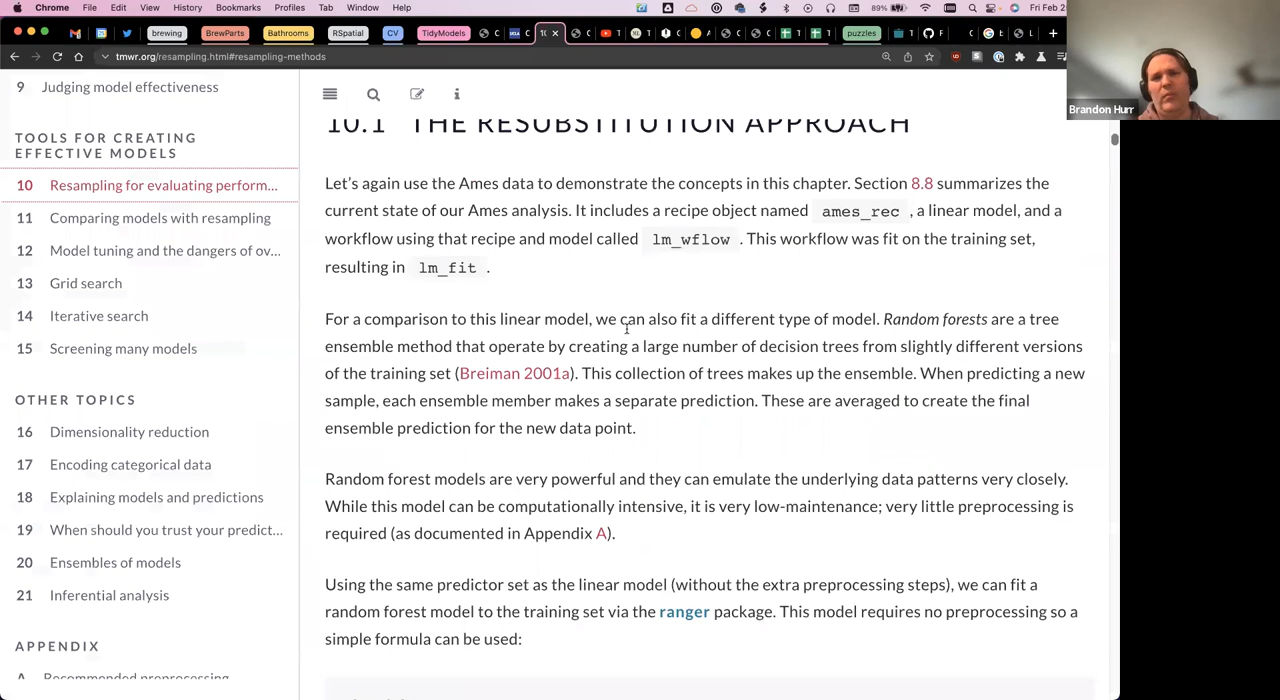 Chrome File Edit View History Bookmarks Profiles Tab Window Help 89% Fri Feb 2
brewing BrewParts Bathrooms RSpatial CV TidyModels puzzles
tmwr.org/resampling.html#resampling-methods
Brandon Hurr
9 Judging model effectiveness
TOOLS FOR CREATING
EFFECTIVE MODELS
10 Resampling for evaluating perform...
11 Comparing models with resampling
12 Model tuning and the dangers of ov...
13 Grid search
14 Iterative search
15 Screening many models
OTHER TOPICS
16 Dimensionality reduction
17 Encoding categorical data
18 Explaining models and predictions
19 When should you trust your predict...
20 Ensembles of models
21 Inferential analysis
APPENDIX
A Recommended preprocessing
10.1 THE RESUBSTITUTION APPROACH
Let's again use the Ames data to demonstrate the concepts in this chapter. Section 8.8 summarizes the
current state of our Ames analysis. It includes a recipe object named ames_rec , a linear model, and a
workflow using that recipe and model called lm_wflow . This workflow was fit on the training set,
resulting in lm_fit .
For a comparison to this linear model, we can also fit a different type of model. Random forests are a tree
ensemble method that operate by creating a large number of decision trees from slightly different versions
of the training set (Breiman 2001a). This collection of trees makes up the ensemble. When predicting a new
sample, each ensemble member makes a separate prediction. These are averaged to create the final
ensemble prediction for the new data point.
Random forest models are very powerful and they can emulate the underlying data patterns very closely.
While this model can be computationally intensive, it is very low-maintenance; very little preprocessing is
required (as documented in Appendix A).
Using the same predictor set as the linear model (without the extra preprocessing steps), we can fit a
random forest model to the training set via the ranger package. This model requires no preprocessing so a
simple formula can be used: